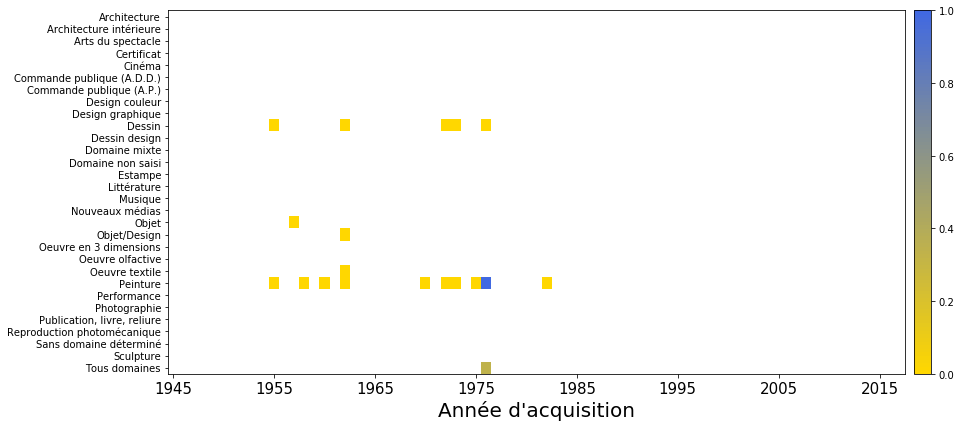 Architecture
Architecture intérieure
Arts du spectacle
Certificat
Cinéma
Commande publique (A.D.D.)
Commande publique (A.P.)
Design couleur
Design graphique
Dessin
Dessin design
Domaine mixte
Domaine non saisi
Estampe
Littérature
Musique
Nouveaux médias
Objet
Objet/Design
Oeuvre en 3 dimensions
Oeuvre olfactive
Oeuvre textile
Peinture
Performance
Photographie
Publication, livre, reliure
Reproduction photomécanique
Sans domaine déterminé
Sculpture
Tous domaines
1945 1955 1965 1975 1985 1995 2005 2015
Année d'acquisition
1.0
0.8
0.6
0.4
0.2
0.0